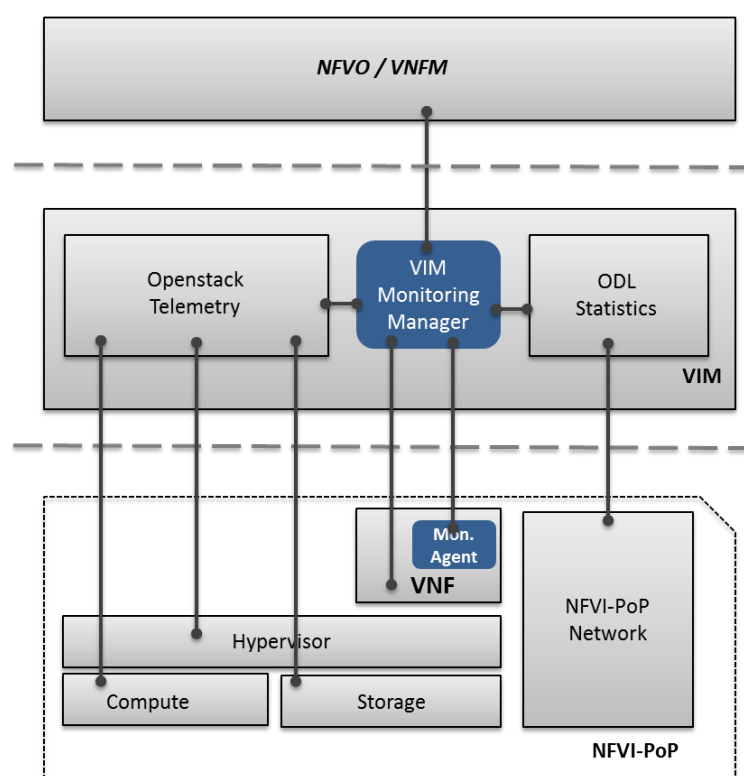 NFVO / VNFM
Openstack
Telemetry
VIM
Monitoring
Manager
ODL
Statistics
VIM
Mon.
Agent
VNF
NFVI-PoP
Network
Hypervisor
Compute
Storage
NFVI-PoP